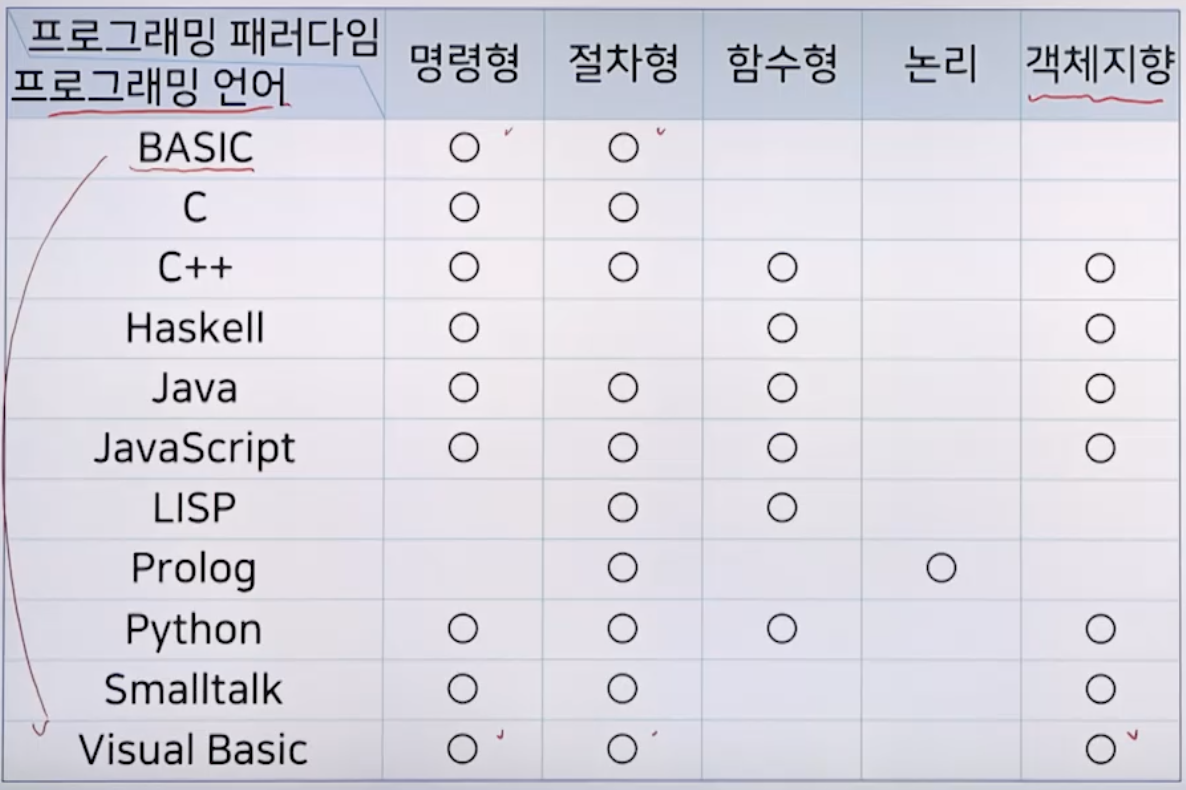 프로그래밍 패러다임
프로그래밍 언어
명령형 절차형 함수형 논리 객체지향
BASIC ○ ○
C ○ ○
C++ ○ ○ ○ ○
Haskell ○ ○ ○
Java ○ ○ ○ ○
JavaScript ○ ○ ○ ○
LISP ○ ○
Prolog ○ ○
Python ○ ○ ○ ○
Smalltalk ○ ○ ○
Visual Basic ○ ○ ○